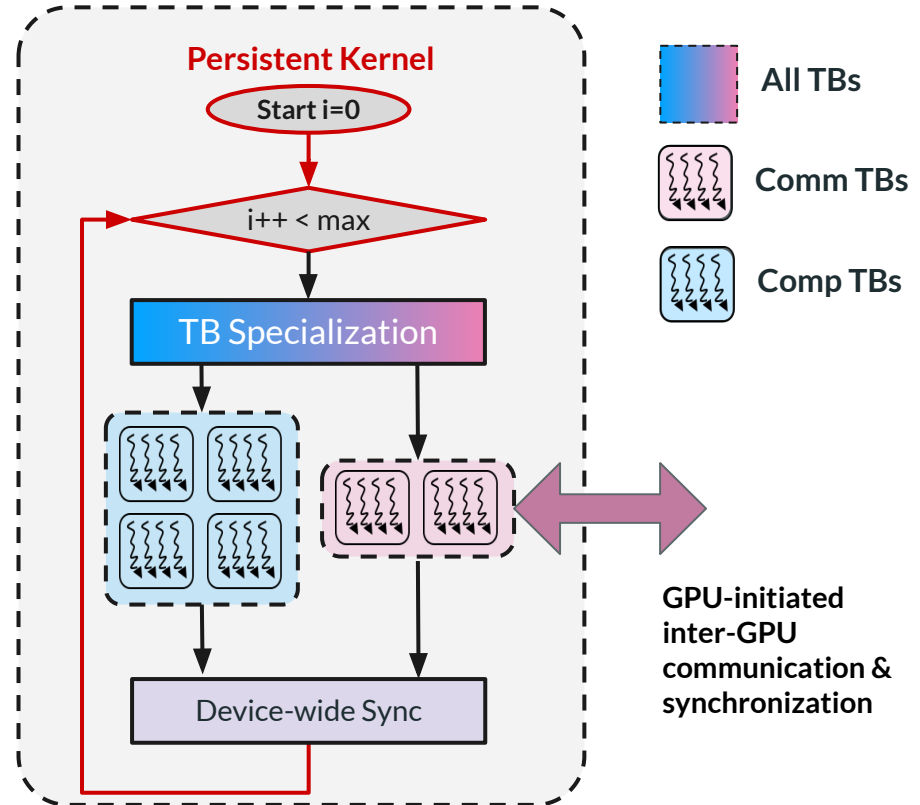 Persistent Kernel
Start i=0
i++ < max
TB Specialization
Device-wide Sync
All TBs
Comm TBs
Comp TBs
GPU-initiated
inter-GPU
communication &
synchronization